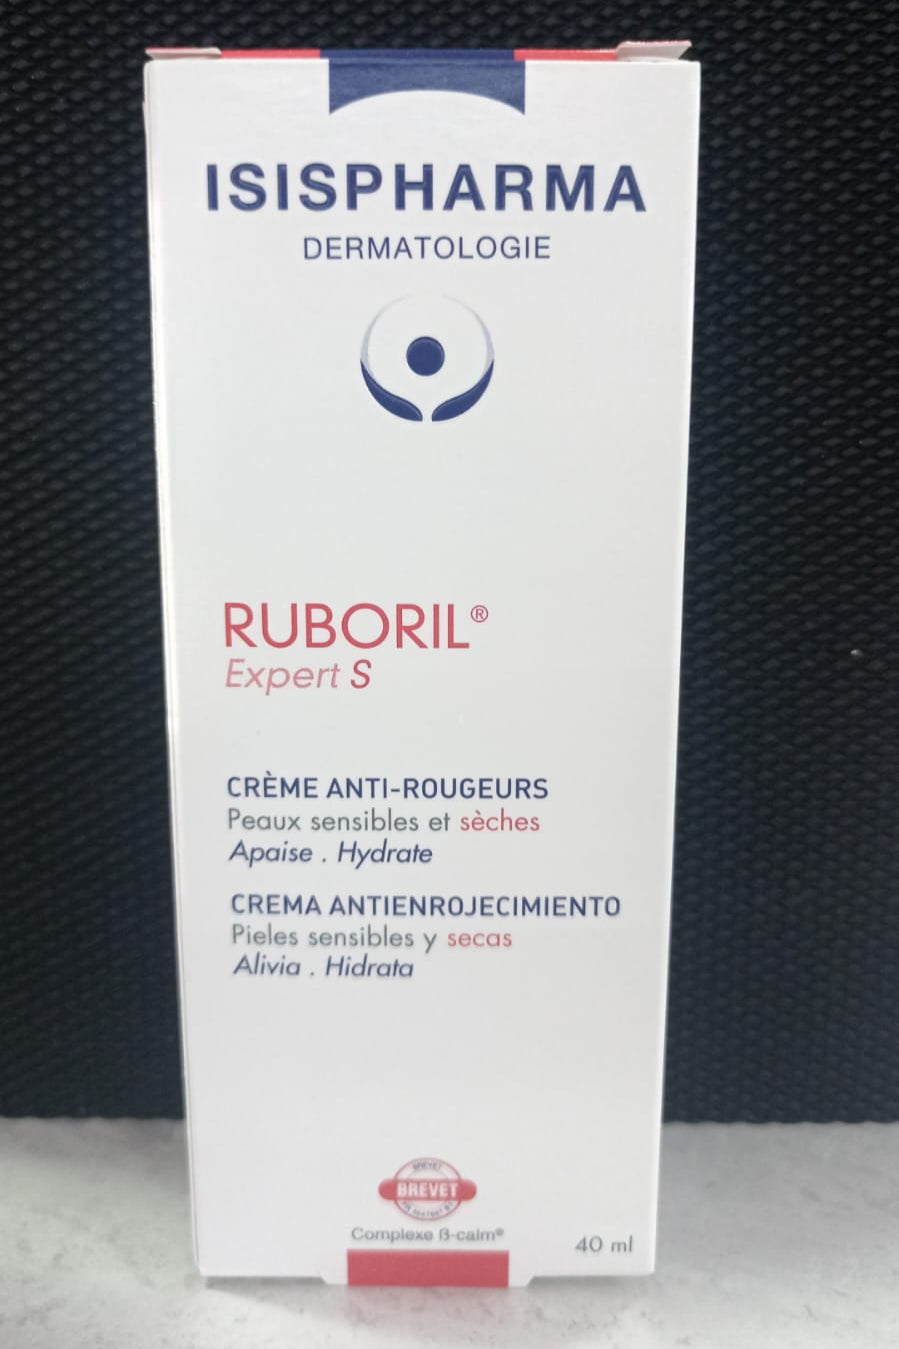 ISISPHARMA
DERMATOLOGIE
RUBORIL®
Expert S
CRÈME ANTI-ROUGEURS
Peaux sensibles et sèches
Apaise . Hydrate
CREMA ANTIENROJECIMIENTO
Pieles sensibles y secas
Alivia . Hidrata
BREVET
BREVET
Complexe β-calm®
40 ml